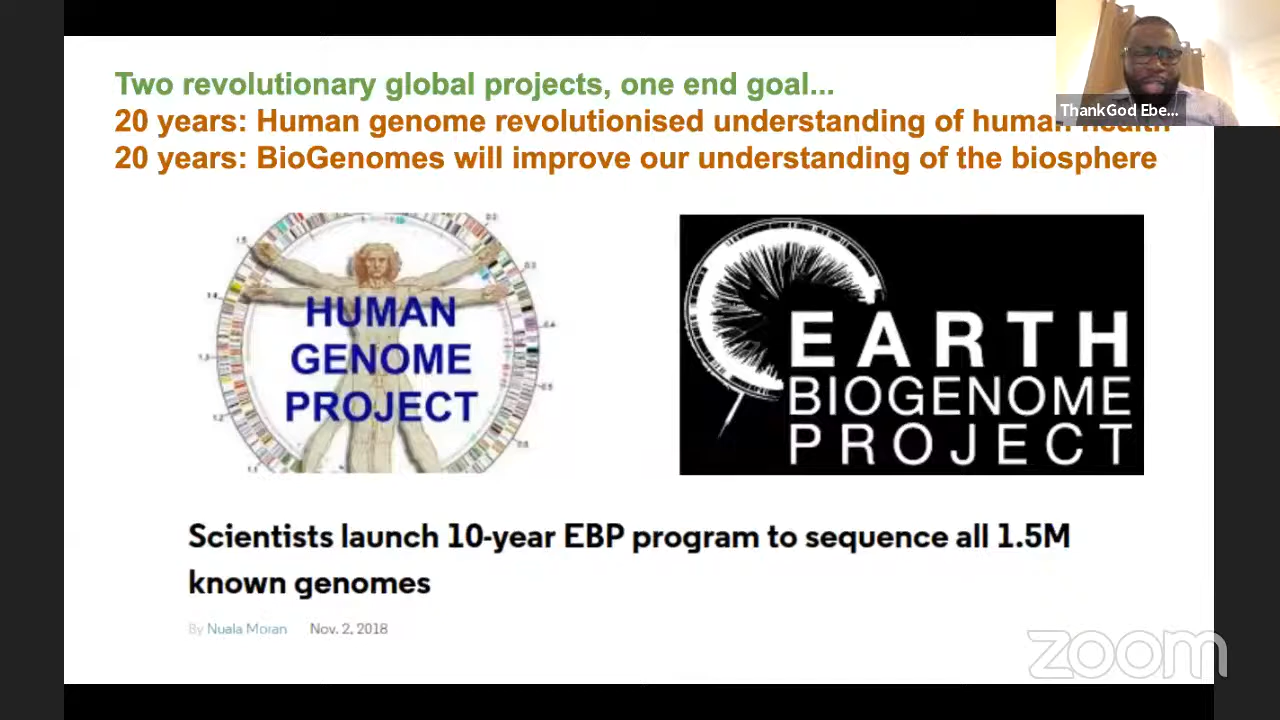 Two revolutionary global projects, one end goal...
20 years: Human genome revolutionised understanding of human health
20 years: BioGenomes will improve our understanding of the biosphere
ThankGod Ebe...
HUMAN
GENOME
PROJECT
EARTH
BIOGENOME
PROJECT
Scientists launch 10-year EBP program to sequence all 1.5M
known genomes
By Nuala Moran Nov. 2, 2018
zoom